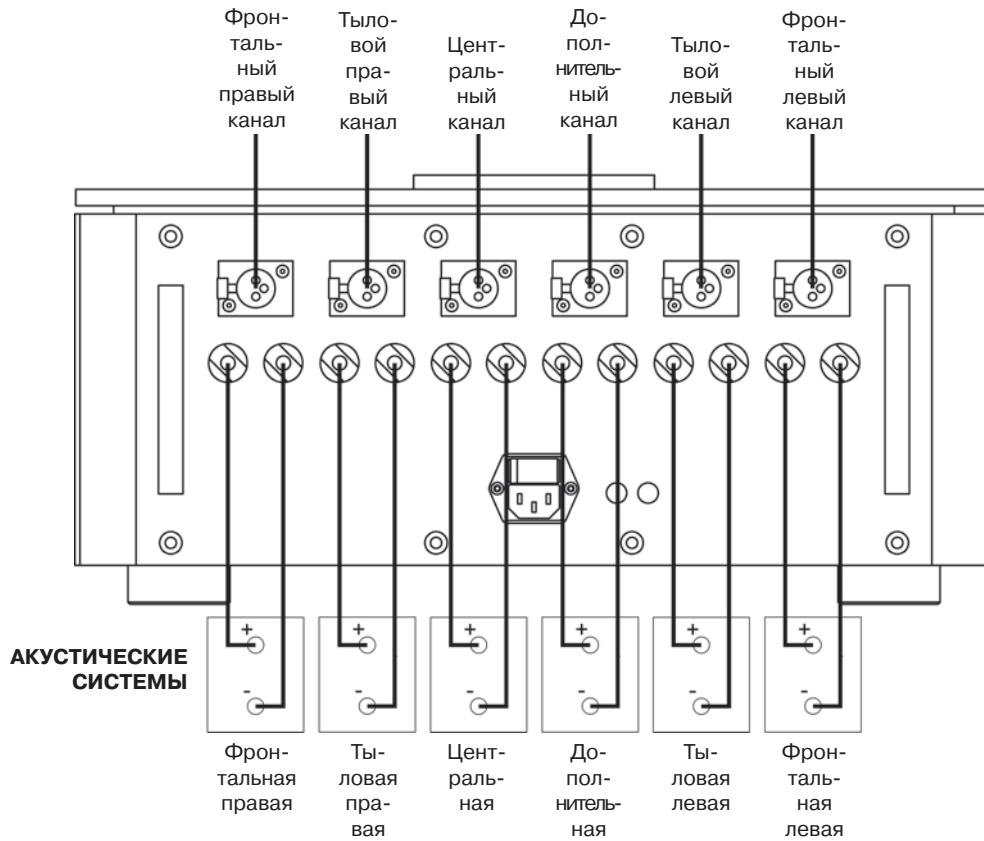 Фрон-
таль-
ный
правый
канал
Тыло-
вой
пра-
вый
канал
Цент-
раль-
ный
канал
До-
пол-
нитель-
ный
канал
Тыло-
вой
левый
канал
Фрон-
таль-
ный
левый
канал
АКУСТИЧЕСКИЕ
СИСТЕМЫ
+
-
+
-
+
-
+
-
+
-
+
-
Фрон-
тальная
правая
Ты-
ловая
пра-
вая
Цент-
раль-
ная
До-
пол-
нитель-
ная
Ты-
ловая
левая
Фрон-
таль-
ная
левая